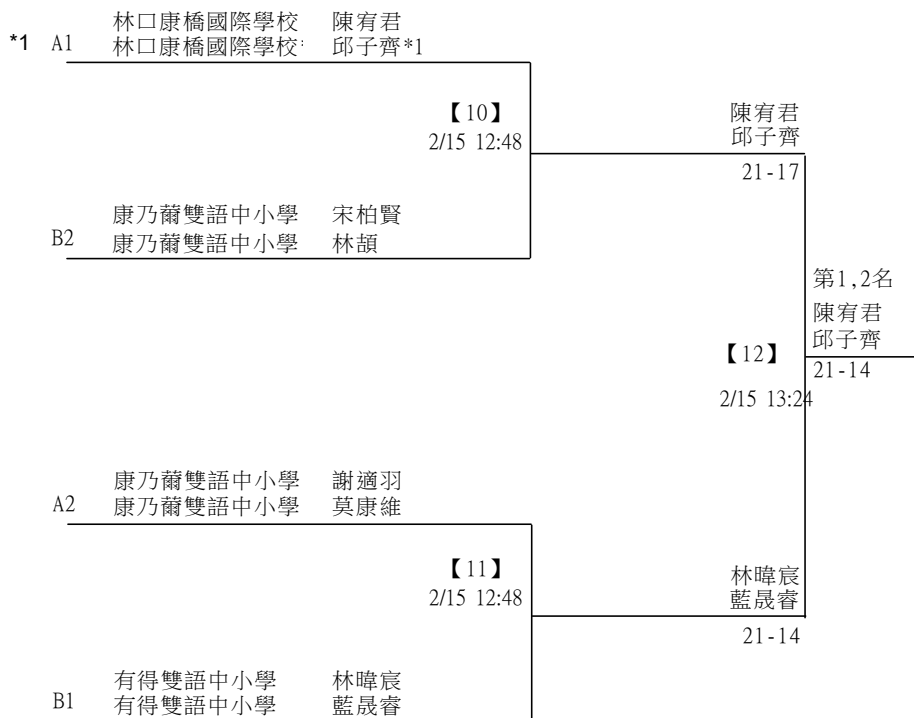 林口康橋國際學校 陳宥君
*1 A1 林口康橋國際學校 邱子齊*1
【10】
2/15 12:48
陳宥君
邱子齊
21-17
康乃薾雙語中小學 宋柏賢
B2 康乃薾雙語中小學 林頡
第1,2名
陳宥君
邱子齊
【12】
21-14
2/15 13:24
康乃薾雙語中小學 謝適羽
A2 康乃薾雙語中小學 莫康維
【11】
2/15 12:48
林暐宸
藍晟睿
21-14
有得雙語中小學 林暐宸
B1 有得雙語中小學 藍晟睿